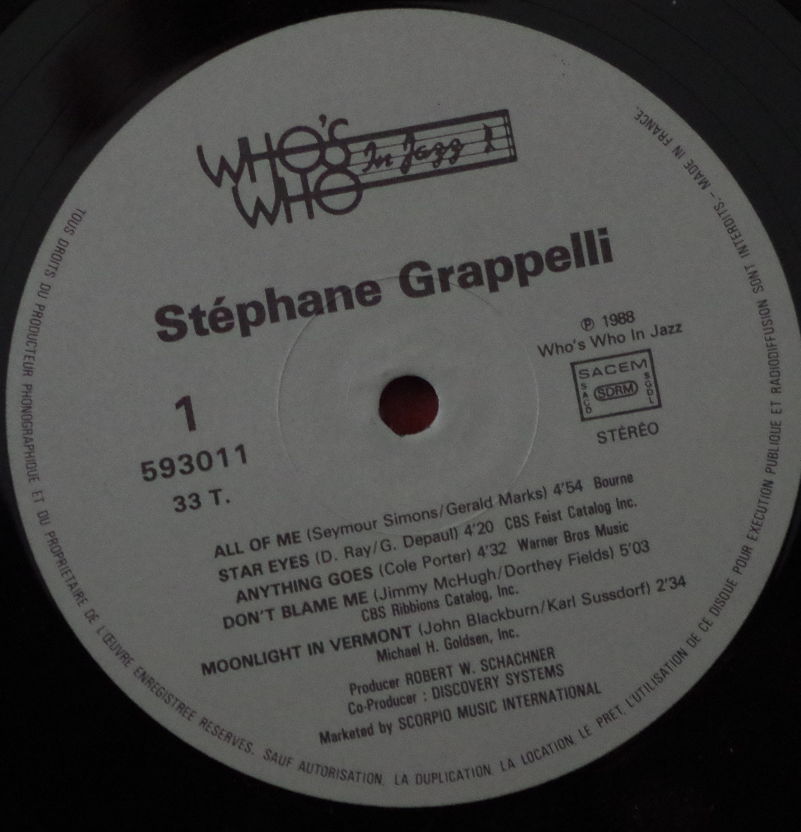 WHO'S
WHO
In Jazz
Stéphane Grappelli
℗ 1988
Who's Who In Jazz
SACEM
SACD
SDRM
SGDL
STÉRÉO
1
593011
33 T.
ALL OF ME (Seymour Simons/Gerald Marks) 4'54 Bourne
STAR EYES (D. Ray/G. Depaul) 4'20 CBS Feist Catalog Inc.
ANYTHING GOES (Cole Porter) 4'32 Warner Bros Music
DON'T BLAME ME (Jimmy McHugh/Dorthey Fields) 5'03
CBS Ribbions Catalog, Inc.
MOONLIGHT IN VERMONT (John Blackburn/Karl Sussdorf) 2'34
Michael H. Goldsen, Inc.
Producer ROBERT W. SCHACHNER
Co-Producer : DISCOVERY SYSTEMS
Marketed by SCORPIO MUSIC INTERNATIONAL
TOUS DROITS DU PRODUCTEUR PHONOGRAPHIQUE ET DU PROPRIETAIRE DE L'ŒUVRE ENREGISTREE RESERVES. SAUF AUTORISATION, LA DUPLICATION, LA LOCATION, LE PRET, L'UTILISATION DE CE DISQUE POUR EXECUTION PUBLIQUE ET RADIODIFFUSION SONT INTERDITS. - MADE IN FRANCE.